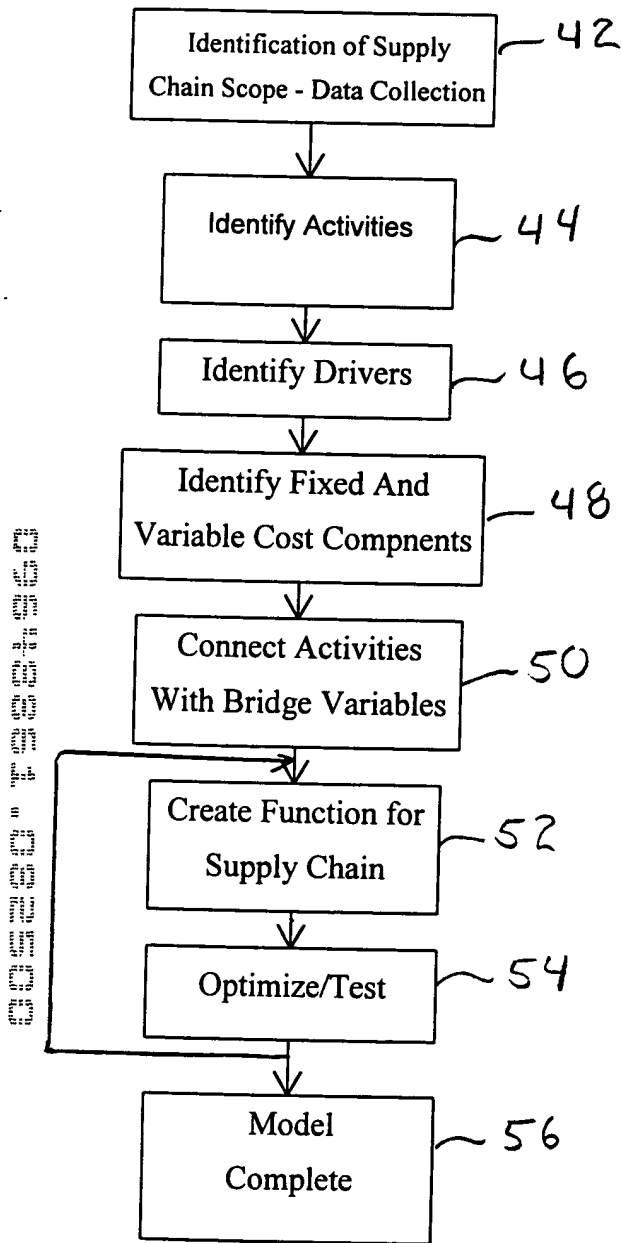 Identification of Supply
Chain Scope - Data Collection
42
Identify Activities
44
Identify Drivers
46
Identify Fixed And
Variable Cost Compnents
48
Connect Activities
With Bridge Variables
50
Create Function for
Supply Chain
52
Optimize/Test
54
Model
Complete
56